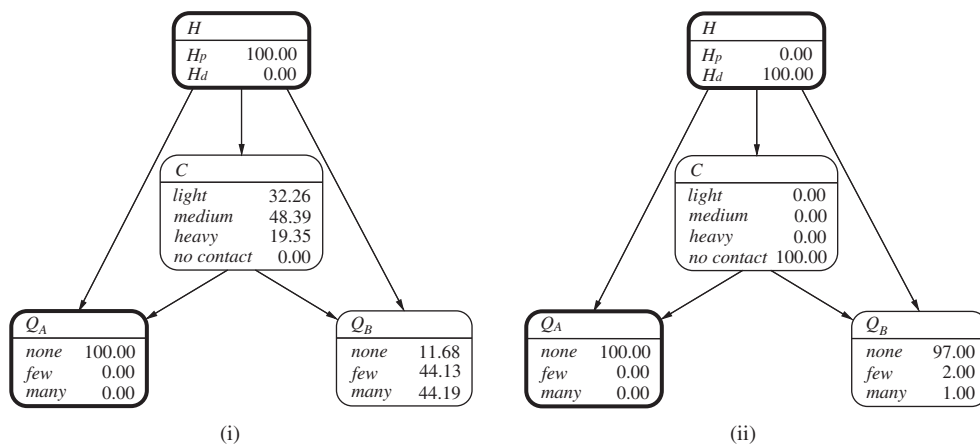 H
Hp 100.00
Hd 0.00
C
light 32.26
medium 48.39
heavy 19.35
no contact 0.00
QA
none 100.00
few 0.00
many 0.00
QB
none 11.68
few 44.13
many 44.19
(i)
H
Hp 0.00
Hd 100.00
C
light 0.00
medium 0.00
heavy 0.00
no contact 100.00
QA
none 100.00
few 0.00
many 0.00
QB
none 97.00
few 2.00
many 1.00
(ii)